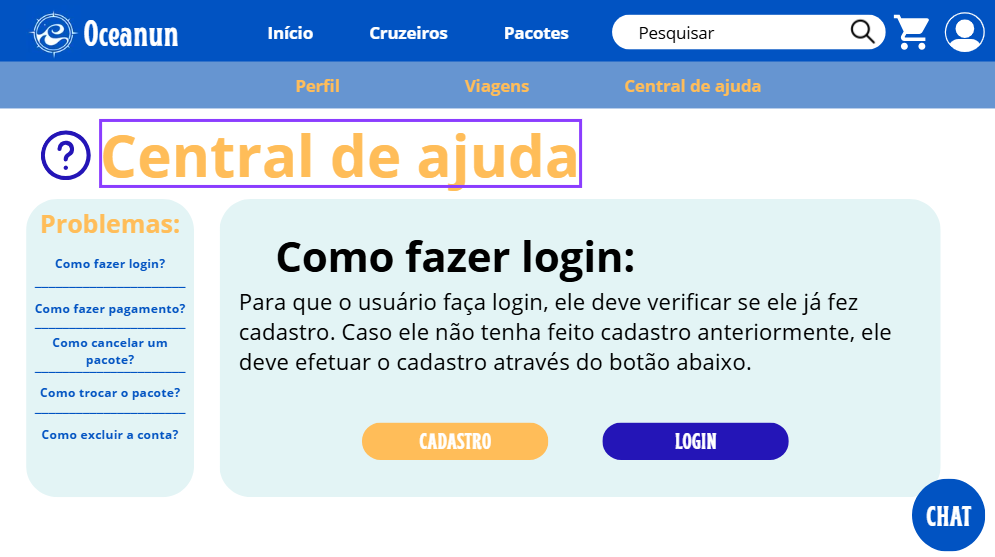 Oceanun
Início Cruzeiros Pacotes Pesquisar
Perfil Viagens Central de ajuda
Central de ajuda
Problemas:
Como fazer login?
Como fazer pagamento?
Como cancelar um
pacote?
Como trocar o pacote?
Como excluir a conta?
Como fazer login:
Para que o usuário faça login, ele deve verificar se ele já fez
cadastro. Caso ele não tenha feito cadastro anteriormente, ele
deve efetuar o cadastro através do botão abaixo.
CADASTRO LOGIN
CHAT